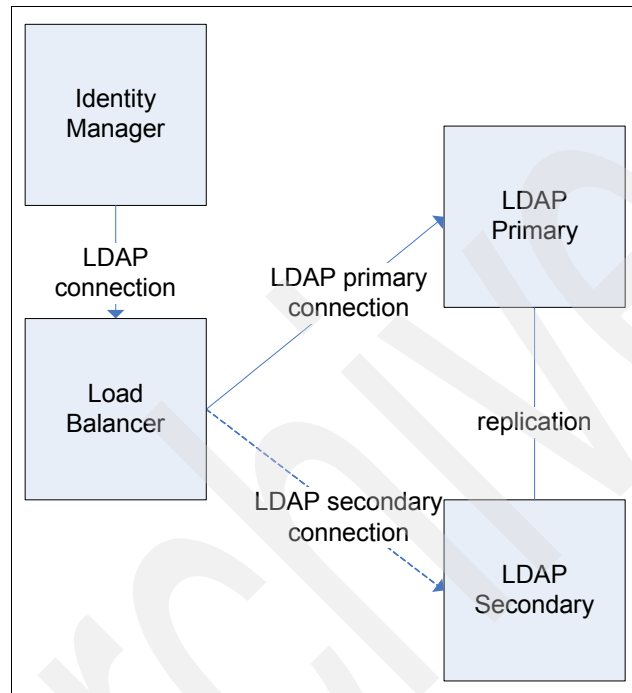 Identity
Manager
LDAP
connection
Load
Balancer
LDAP primary
connection
LDAP
Primary
replication
LDAP secondary
connection
LDAP
Secondary